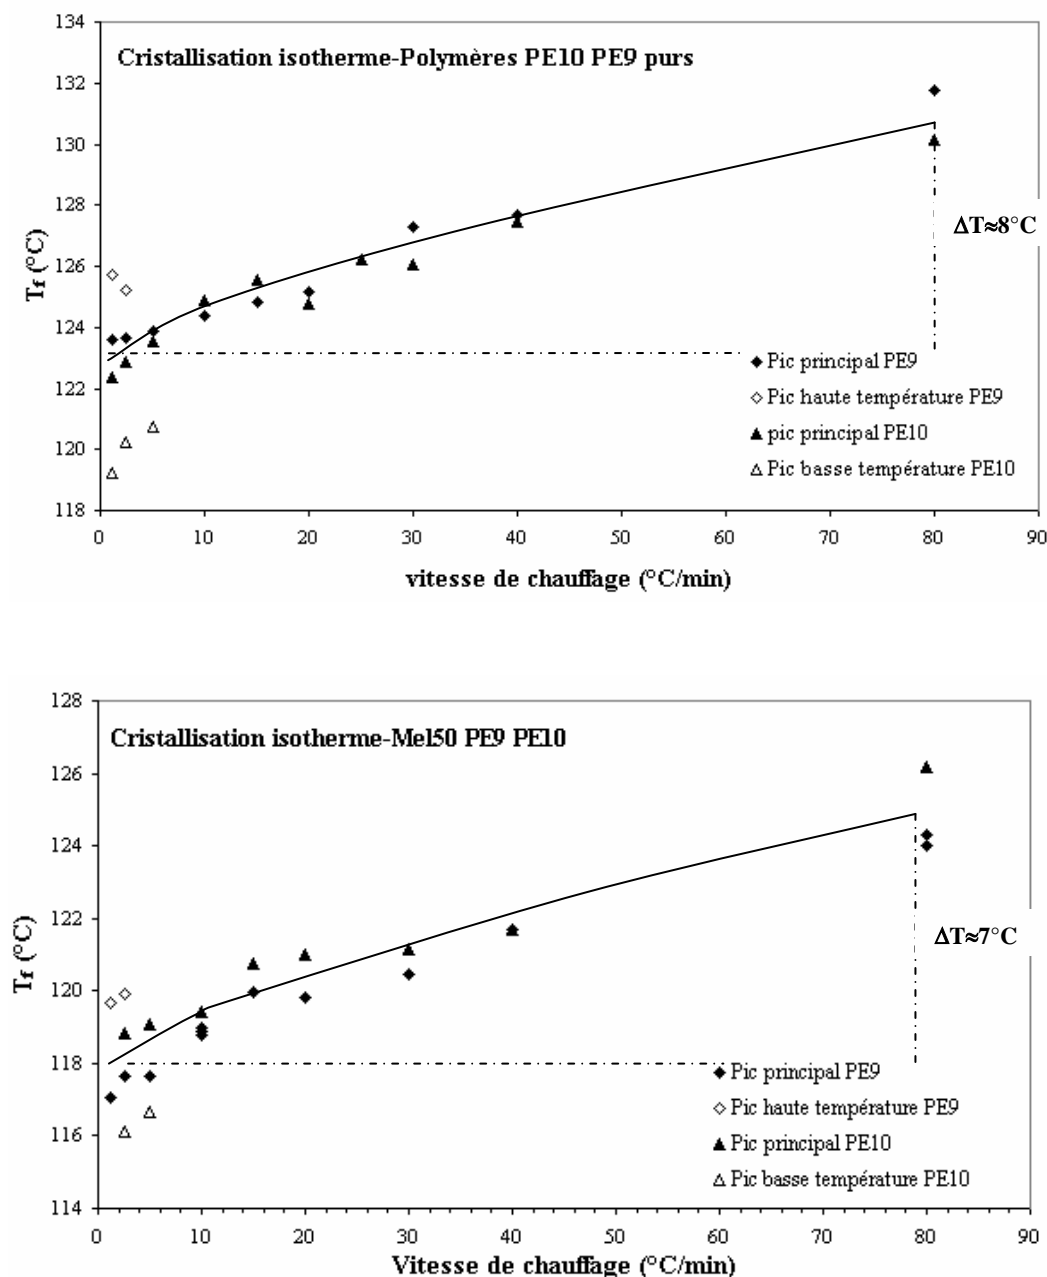 Cristallisation isotherme-Polymères PE10 PE9 purs
134
132
130
128
126
124
122
120
118
Tf (°C)
ΔT≈8°C
Pic principal PE9
Pic haute température PE9
pic principal PE10
Pic basse température PE10
0 10 20 30 40 50 60 70 80 90
vitesse de chauffage (°C/min)
Cristallisation isotherme-Mel50 PE9 PE10
128
126
124
122
120
118
116
114
Tf (°C)
ΔT≈7°C
Pic principal PE9
Pic haute température PE9
Pic principal PE10
Pic basse température PE10
0 10 20 30 40 50 60 70 80 90
Vitesse de chauffage (°C/min)